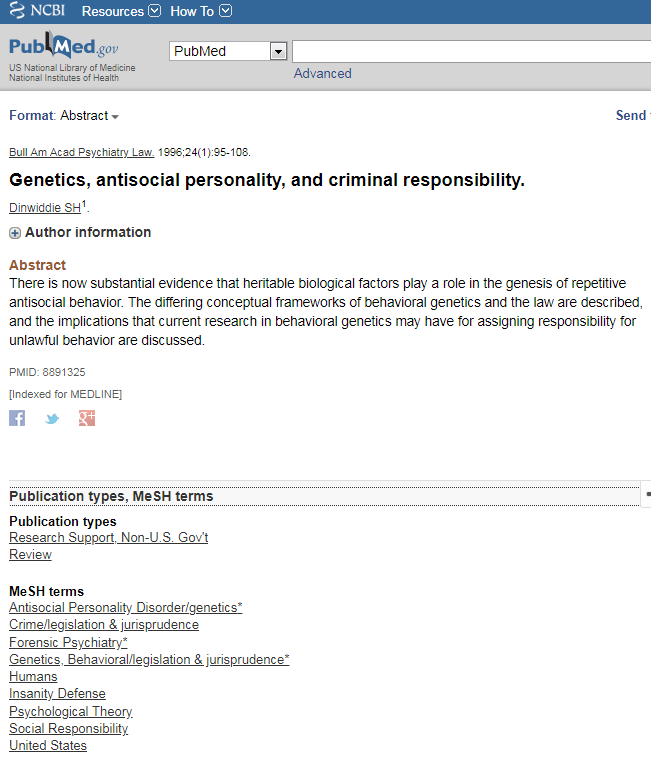 NCBI Resources How To
PubMed.gov
US National Library of Medicine
National Institutes of Health
PubMed
Advanced
Format: Abstract
Send
Bull Am Acad Psychiatry Law. 1996;24(1):95-108.
Genetics, antisocial personality, and criminal responsibility.
Dinwiddie SH1.
Author information
Abstract
There is now substantial evidence that heritable biological factors play a role in the genesis of repetitive
antisocial behavior. The differing conceptual frameworks of behavioral genetics and the law are described,
and the implications that current research in behavioral genetics may have for assigning responsibility for
unlawful behavior are discussed.
PMID: 8891325
[Indexed for MEDLINE]
f g+
Publication types, MeSH terms
Publication types
Research Support, Non-U.S. Gov't
Review
MeSH terms
Antisocial Personality Disorder/genetics*
Crime/legislation & jurisprudence
Forensic Psychiatry*
Genetics, Behavioral/legislation & jurisprudence*
Humans
Insanity Defense
Psychological Theory
Social Responsibility
United States